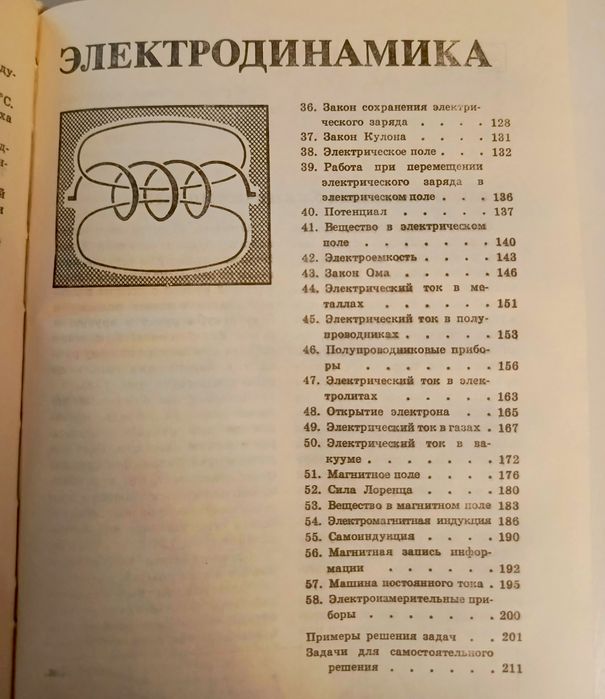 ду-
°С.
ха
д-
й
и
ЭЛЕКТРОДИНАМИКА
36. Закон сохранения электри-
ческого заряда . . . . 128
37. Закон Кулона . . . . 131
38. Электрическое поле . . . 132
39. Работа при перемещении
электрического заряда в
электрическом поле . . . 136
40. Потенциал . . . . . 137
41. Вещество в электрическом
поле . . . . . . . 140
42. Электроемкость . . . . 143
43. Закон Ома . . . . . 146
44. Электрический ток в ме-
таллах . . . . . . 151
45. Электрический ток в полу-
проводниках . . . . . 153
46. Полупроводниковые прибо-
ры . . . . . . . 156
47. Электрический ток в элек-
тролитах . . . . . 163
48. Открытие электрона . . 165
49. Электрический ток в газах . 167
50. Электрический ток в ва-
кууме . . . . . . . 172
51. Магнитное поле . . . . 176
52. Сила Лоренца . . . . 180
53. Вещество в магнитном поле 183
54. Электромагнитная индукция 186
55. Самоиндукция . . . . 190
56. Магнитная запись инфор-
мации . . . . . . 192
57. Машина постоянного тока . 195
58. Электроизмерительные при-
боры . . . . . . . 200
Примеры решения задач . . 201
Задачи для самостоятельного
решения . . . . . . 211